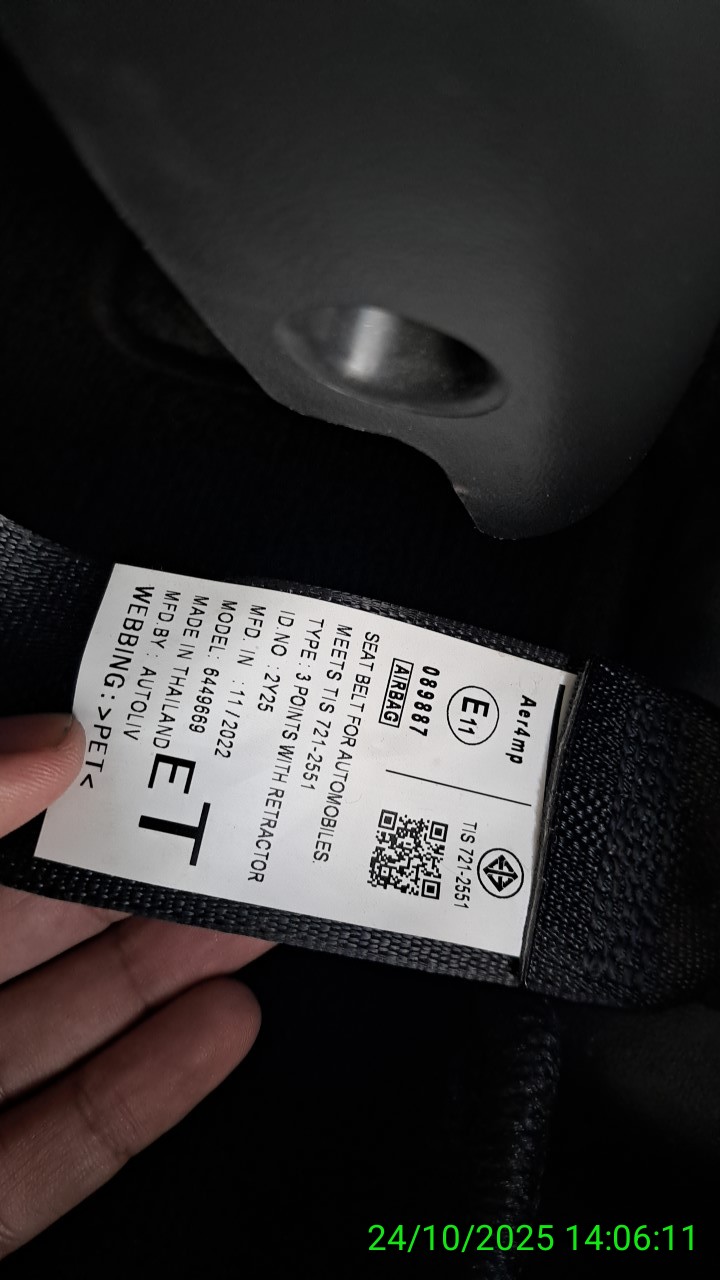 Aer4mp
E11
089887
AIRBAG
TIS 721-2551
SEAT BELT FOR AUTOMOBILES.
MEETS TIS 721-2551
TYPE : 3 POINTS WITH RETRACTOR
ID.NO : 2Y25
MFD. IN : 11 / 2022
MODEL : 6449669
MADE IN THAILAND
MFD.BY : AUTOLIV
WEBBING: >PET<
ET
24/10/2025 14:06:11